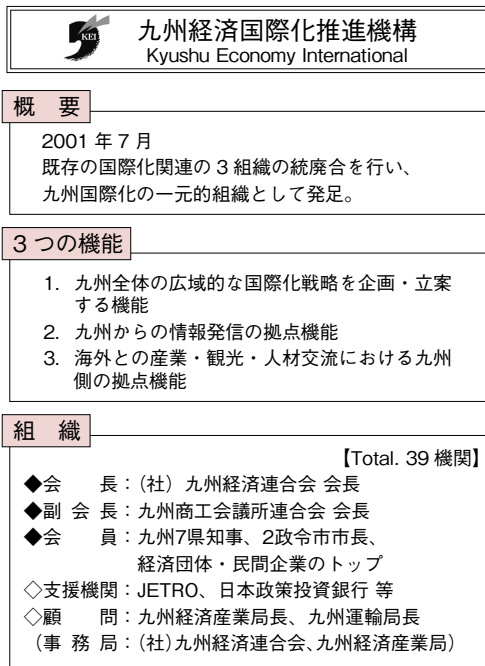 KEI
九州経済国際化推進機構
Kyushu Economy International
概　要
2001 年 7 月
既存の国際化関連の 3 組織の統廃合を行い、
九州国際化の一元的組織として発足。
3 つの機能
1. 九州全体の広域的な国際化戦略を企画・立案
する機能
2. 九州からの情報発信の拠点機能
3. 海外との産業・観光・人材交流における九州
側の拠点機能
組　織
【Total. 39 機関】
◆会　　長：（社）九州経済連合会 会長
◆副 会 長：九州商工会議所連合会 会長
◆会　　員：九州7県知事、2政令市市長、
経済団体・民間企業のトップ
◇支援機関：JETRO、日本政策投資銀行 等
◇顧　　問：九州経済産業局長、九州運輸局長
（事 務 局：（社）九州経済連合会、九州経済産業局）